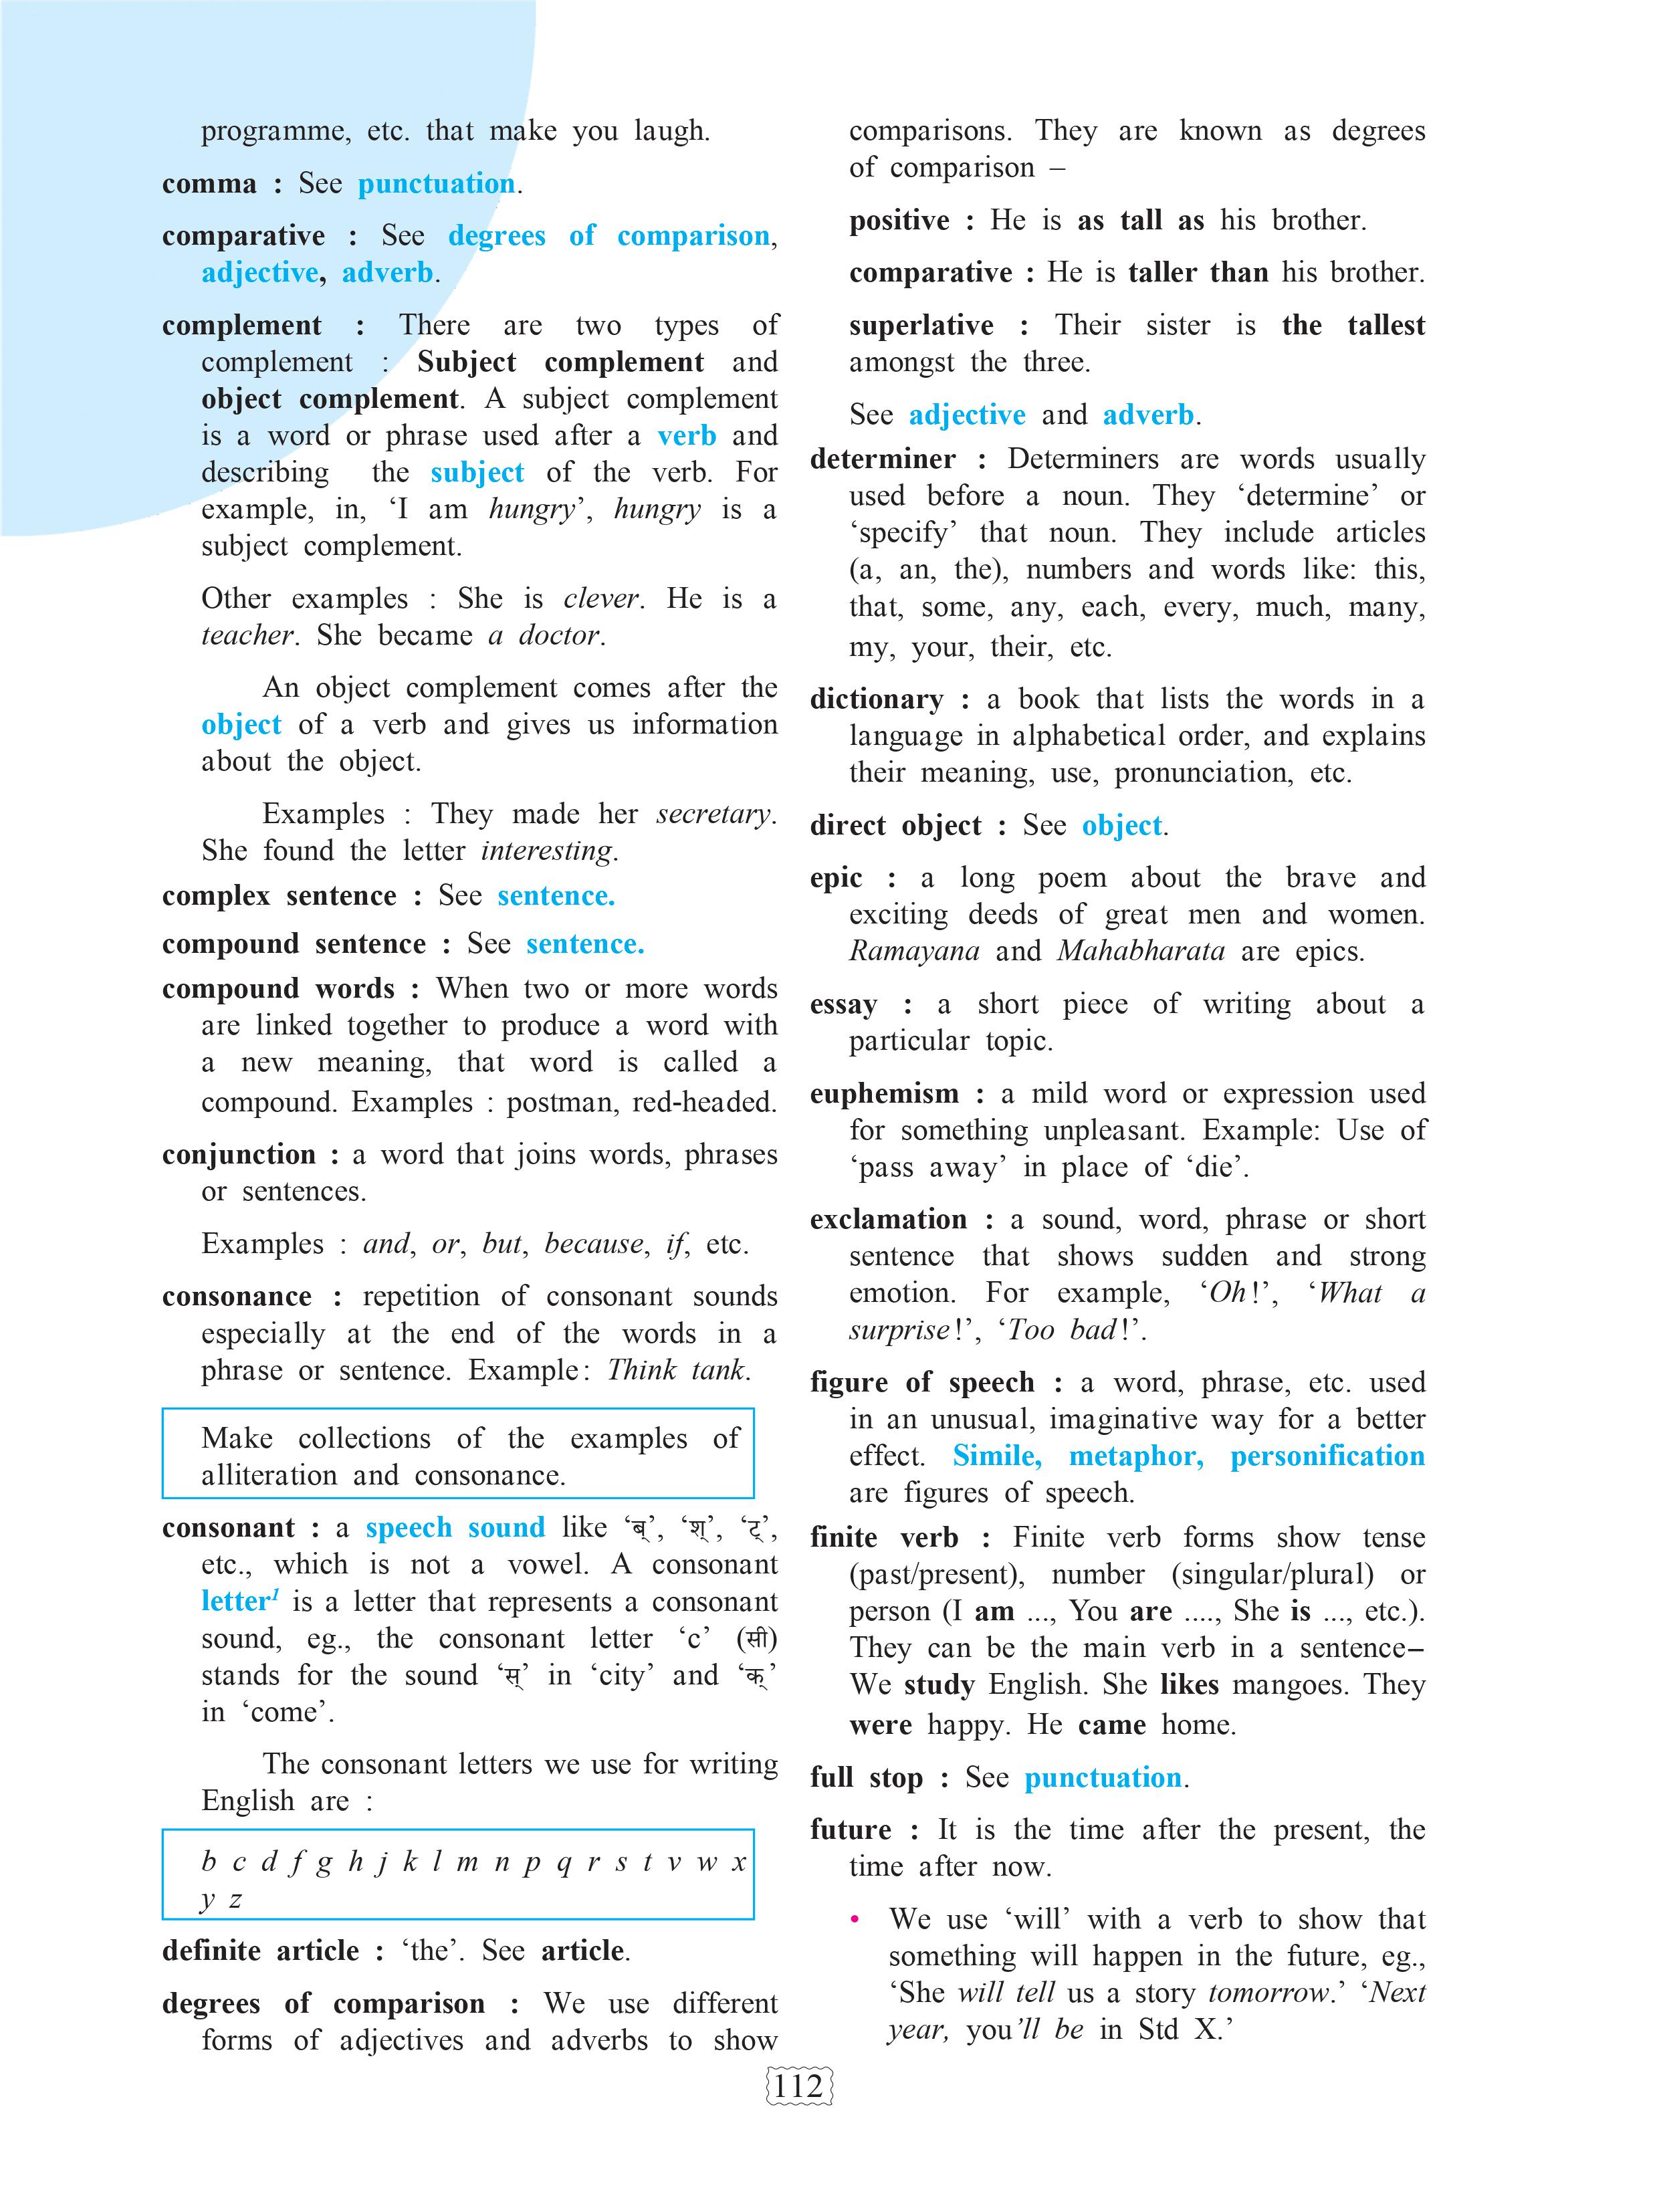 programme, etc. that make you laugh.
comma : See punctuation.
comparative : See degrees of comparison,
adjective, adverb.
complement : There are two types of
complement : Subject complement and
object complement. A subject complement
is a word or phrase used after a verb and
describing the subject of the verb. For
example, in, ‘I am hungry’, hungry is a
subject complement.
Other examples : She is clever. He is a
teacher. She became a doctor.
An object complement comes after the
object of a verb and gives us information
about the object.
Examples : They made her secretary.
She found the letter interesting.
complex sentence : See sentence.
compound sentence : See sentence.
compound words : When two or more words
are linked together to produce a word with
a new meaning, that word is called a
compound. Examples : postman, red-headed.
conjunction : a word that joins words, phrases
or sentences.
Examples : and, or, but, because, if, etc.
consonance : repetition of consonant sounds
especially at the end of the words in a
phrase or sentence. Example: Think tank.
Make collections of the examples of
alliteration and consonance.
consonant : a speech sound like ‘ब्’, ‘श्’, ‘ट्’,
etc., which is not a vowel. A consonant
letter¹ is a letter that represents a consonant
sound, eg., the consonant letter ‘c’ (सी)
stands for the sound ‘स्’ in ‘city’ and ‘क्’
in ‘come’.
The consonant letters we use for writing
English are :
b c d f g h j k l m n p q r s t v w x
y z
definite article : ‘the’. See article.
degrees of comparison : We use different
forms of adjectives and adverbs to show
comparisons. They are known as degrees
of comparison –
positive : He is as tall as his brother.
comparative : He is taller than his brother.
superlative : Their sister is the tallest
amongst the three.
See adjective and adverb.
determiner : Determiners are words usually
used before a noun. They ‘determine’ or
‘specify’ that noun. They include articles
(a, an, the), numbers and words like: this,
that, some, any, each, every, much, many,
my, your, their, etc.
dictionary : a book that lists the words in a
language in alphabetical order, and explains
their meaning, use, pronunciation, etc.
direct object : See object.
epic : a long poem about the brave and
exciting deeds of great men and women.
Ramayana and Mahabharata are epics.
essay : a short piece of writing about a
particular topic.
euphemism : a mild word or expression used
for something unpleasant. Example: Use of
‘pass away’ in place of ‘die’.
exclamation : a sound, word, phrase or short
sentence that shows sudden and strong
emotion. For example, ‘Oh!’, ‘What a
surprise!’, ‘Too bad!’.
figure of speech : a word, phrase, etc. used
in an unusual, imaginative way for a better
effect. Simile, metaphor, personification
are figures of speech.
finite verb : Finite verb forms show tense
(past/present), number (singular/plural) or
person (I am ..., You are ...., She is ..., etc.).
They can be the main verb in a sentence–
We study English. She likes mangoes. They
were happy. He came home.
full stop : See punctuation.
future : It is the time after the present, the
time after now.
• We use ‘will’ with a verb to show that
something will happen in the future, eg.,
‘She will tell us a story tomorrow.’ ‘Next
year, you’ll be in Std X.’
112